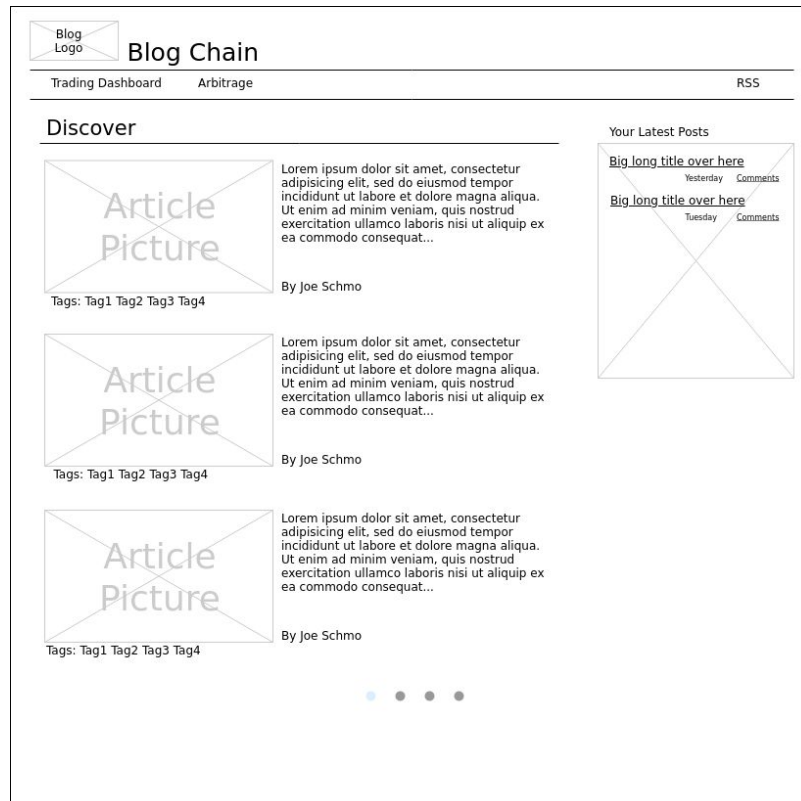 Blog
Logo
Blog Chain
Trading Dashboard Arbitrage RSS
Discover
Article
Picture
Lorem ipsum dolor sit amet, consectetur
adipisicing elit, sed do eiusmod tempor
incididunt ut labore et dolore magna aliqua.
Ut enim ad minim veniam, quis nostrud
exercitation ullamco laboris nisi ut aliquip ex
ea commodo consequat...
By Joe Schmo
Tags: Tag1 Tag2 Tag3 Tag4
Article
Picture
Lorem ipsum dolor sit amet, consectetur
adipisicing elit, sed do eiusmod tempor
incididunt ut labore et dolore magna aliqua.
Ut enim ad minim veniam, quis nostrud
exercitation ullamco laboris nisi ut aliquip ex
ea commodo consequat...
By Joe Schmo
Tags: Tag1 Tag2 Tag3 Tag4
Article
Picture
Lorem ipsum dolor sit amet, consectetur
adipisicing elit, sed do eiusmod tempor
incididunt ut labore et dolore magna aliqua.
Ut enim ad minim veniam, quis nostrud
exercitation ullamco laboris nisi ut aliquip ex
ea commodo consequat...
By Joe Schmo
Tags: Tag1 Tag2 Tag3 Tag4
Your Latest Posts
Big long title over here
Yesterday Comments
Big long title over here
Tuesday Comments